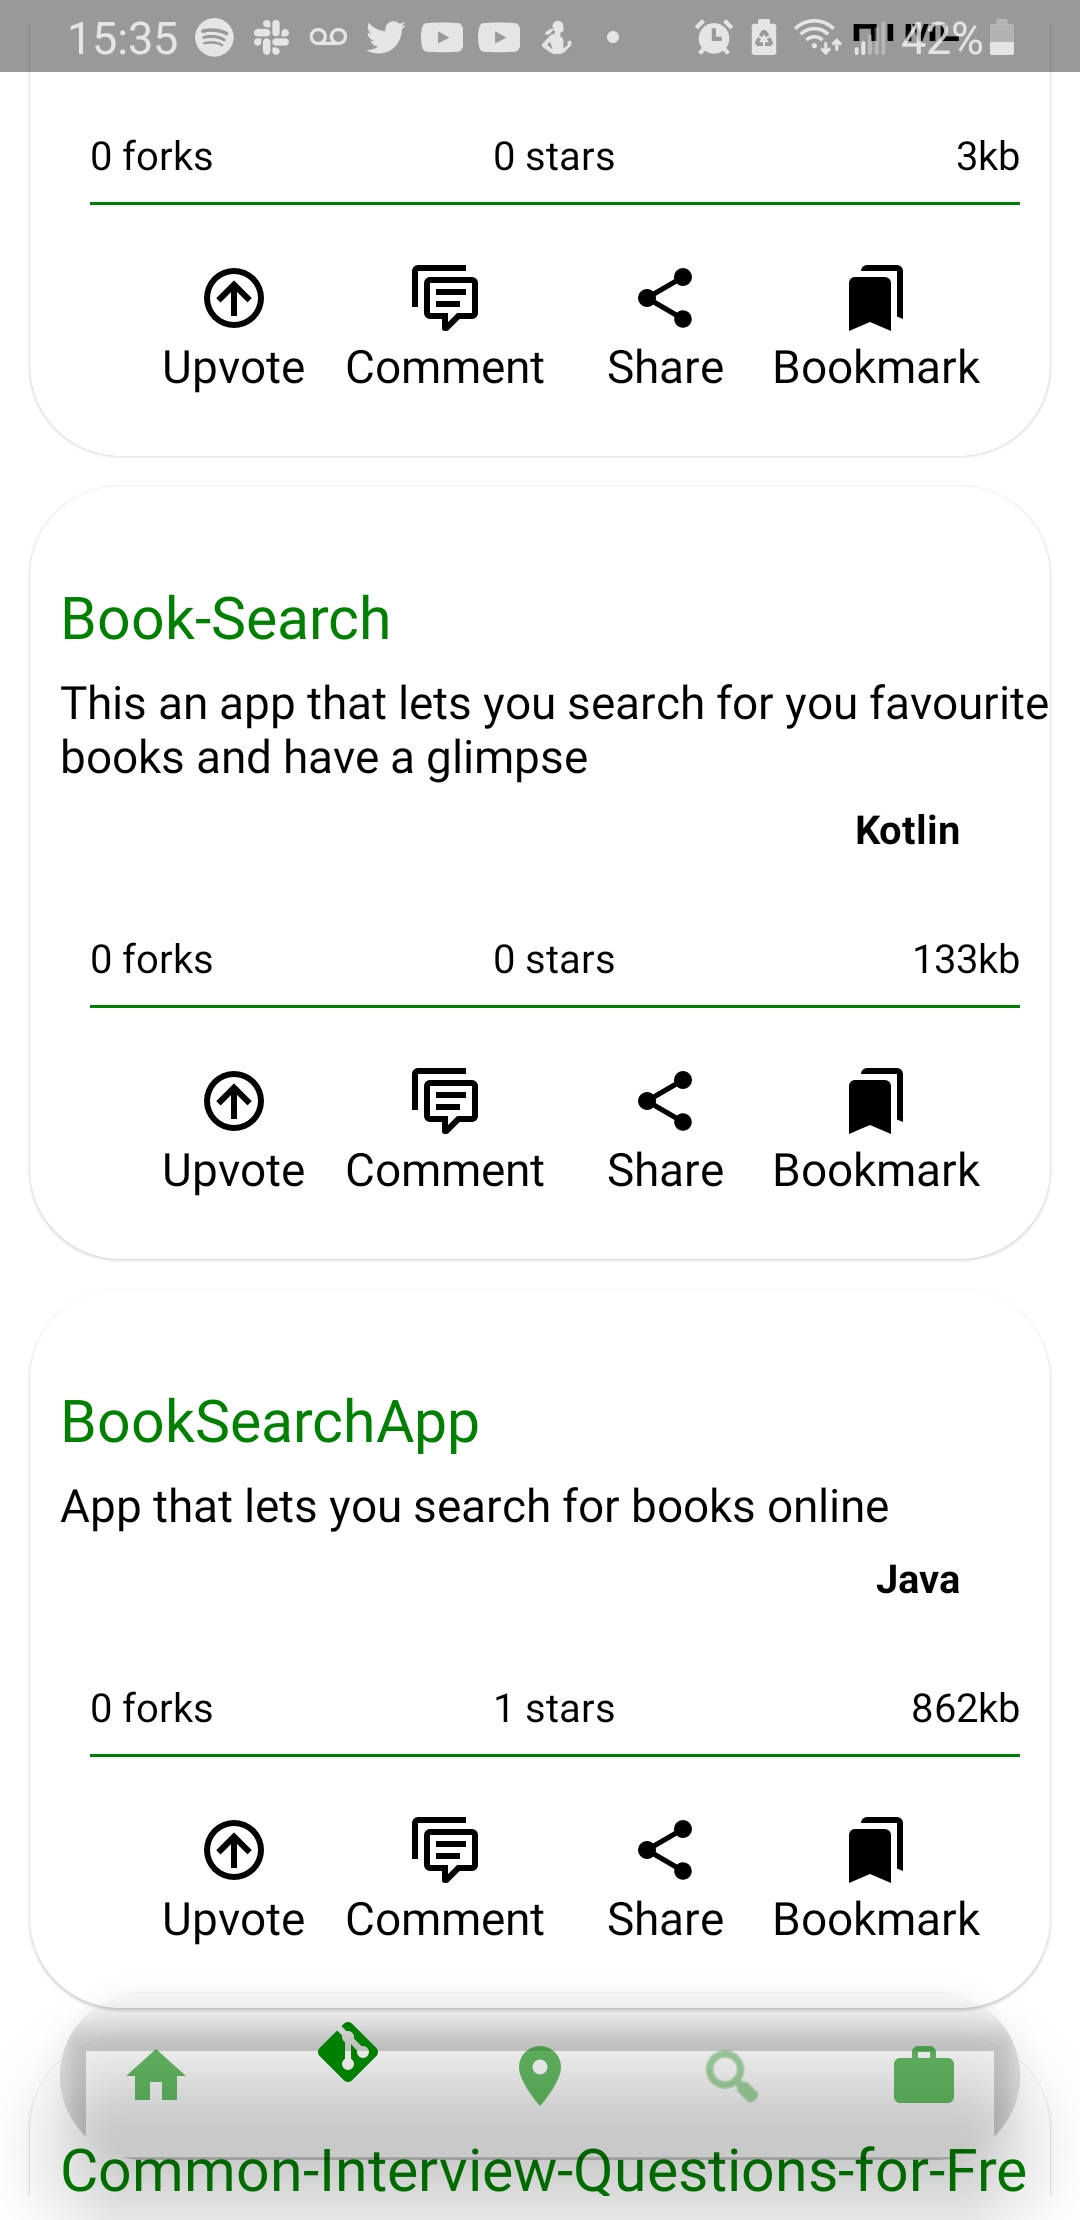 15:35 42%
0 forks 0 stars 3kb
Upvote Comment Share Bookmark
Book-Search
This an app that lets you search for you favourite
books and have a glimpse
Kotlin
0 forks 0 stars 133kb
Upvote Comment Share Bookmark
BookSearchApp
App that lets you search for books online
Java
0 forks 1 stars 862kb
Upvote Comment Share Bookmark
Common-Interview-Questions-for-Fre